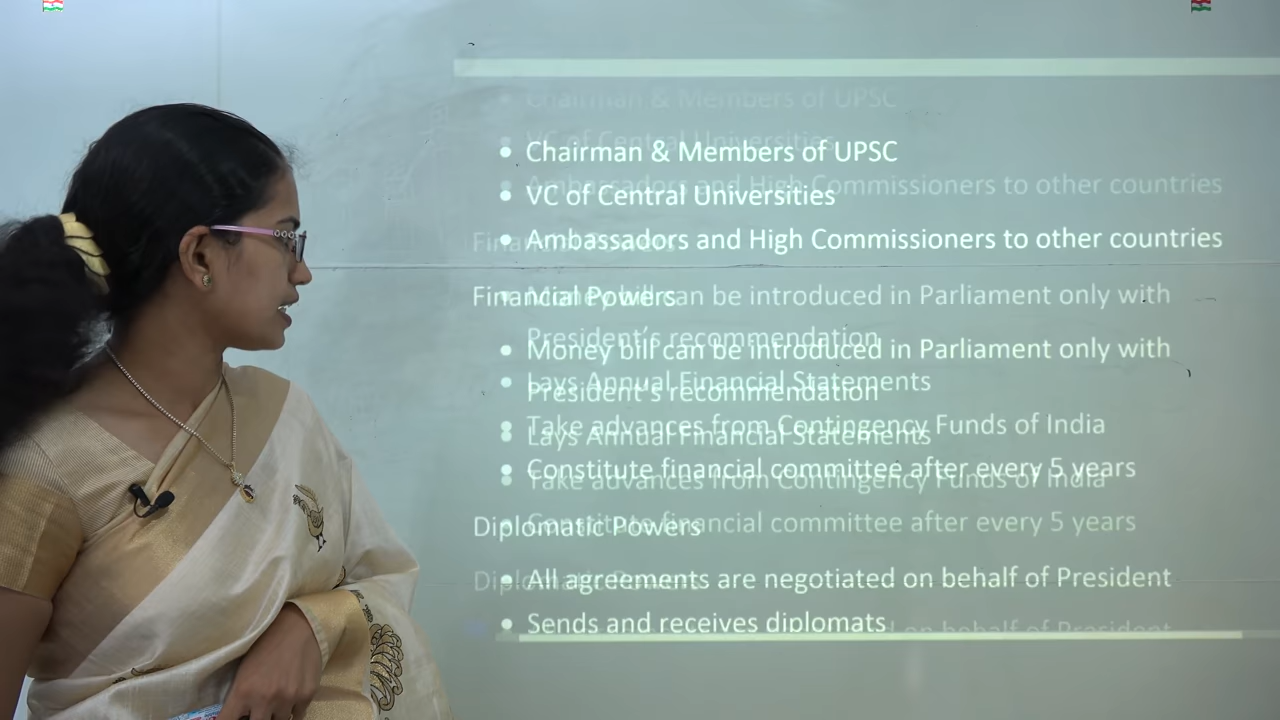 • Chairman & Members of UPSC
• VC of Central Universities
• Ambassadors and High Commissioners to other countries
Financial Powers
• Money bill can be introduced in Parliament only with
President's recommendation
• Lays Annual Financial Statements
• Take advances from Contingency Funds of India
• Constitute financial committee after every 5 years
Diplomatic Powers
• All agreements are negotiated on behalf of President
• Sends and receives diplomats